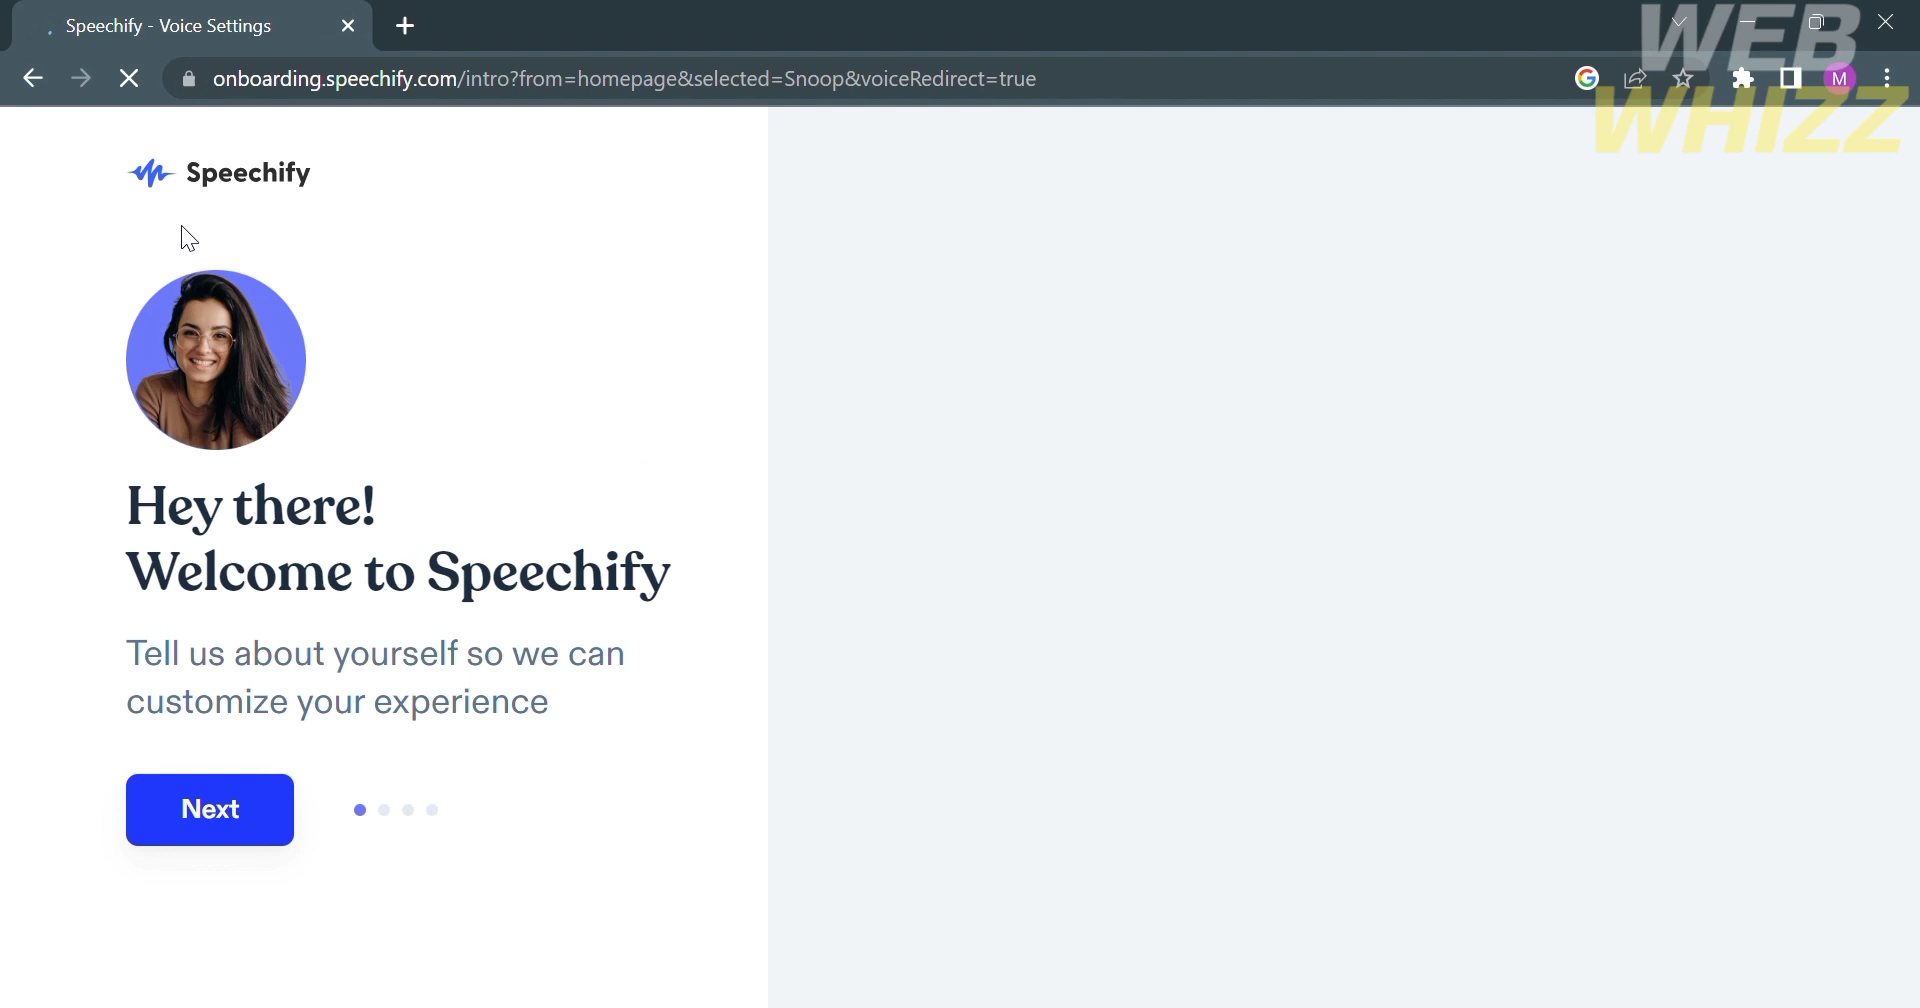 Speechify - Voice Settings
onboarding.speechify.com/intro?from=homepage&selected=Snoop&voiceRedirect=true
M
WEB
WHIZZ
Speechify
Hey there!
Welcome to Speechify
Tell us about yourself so we can
customize your experience
Next